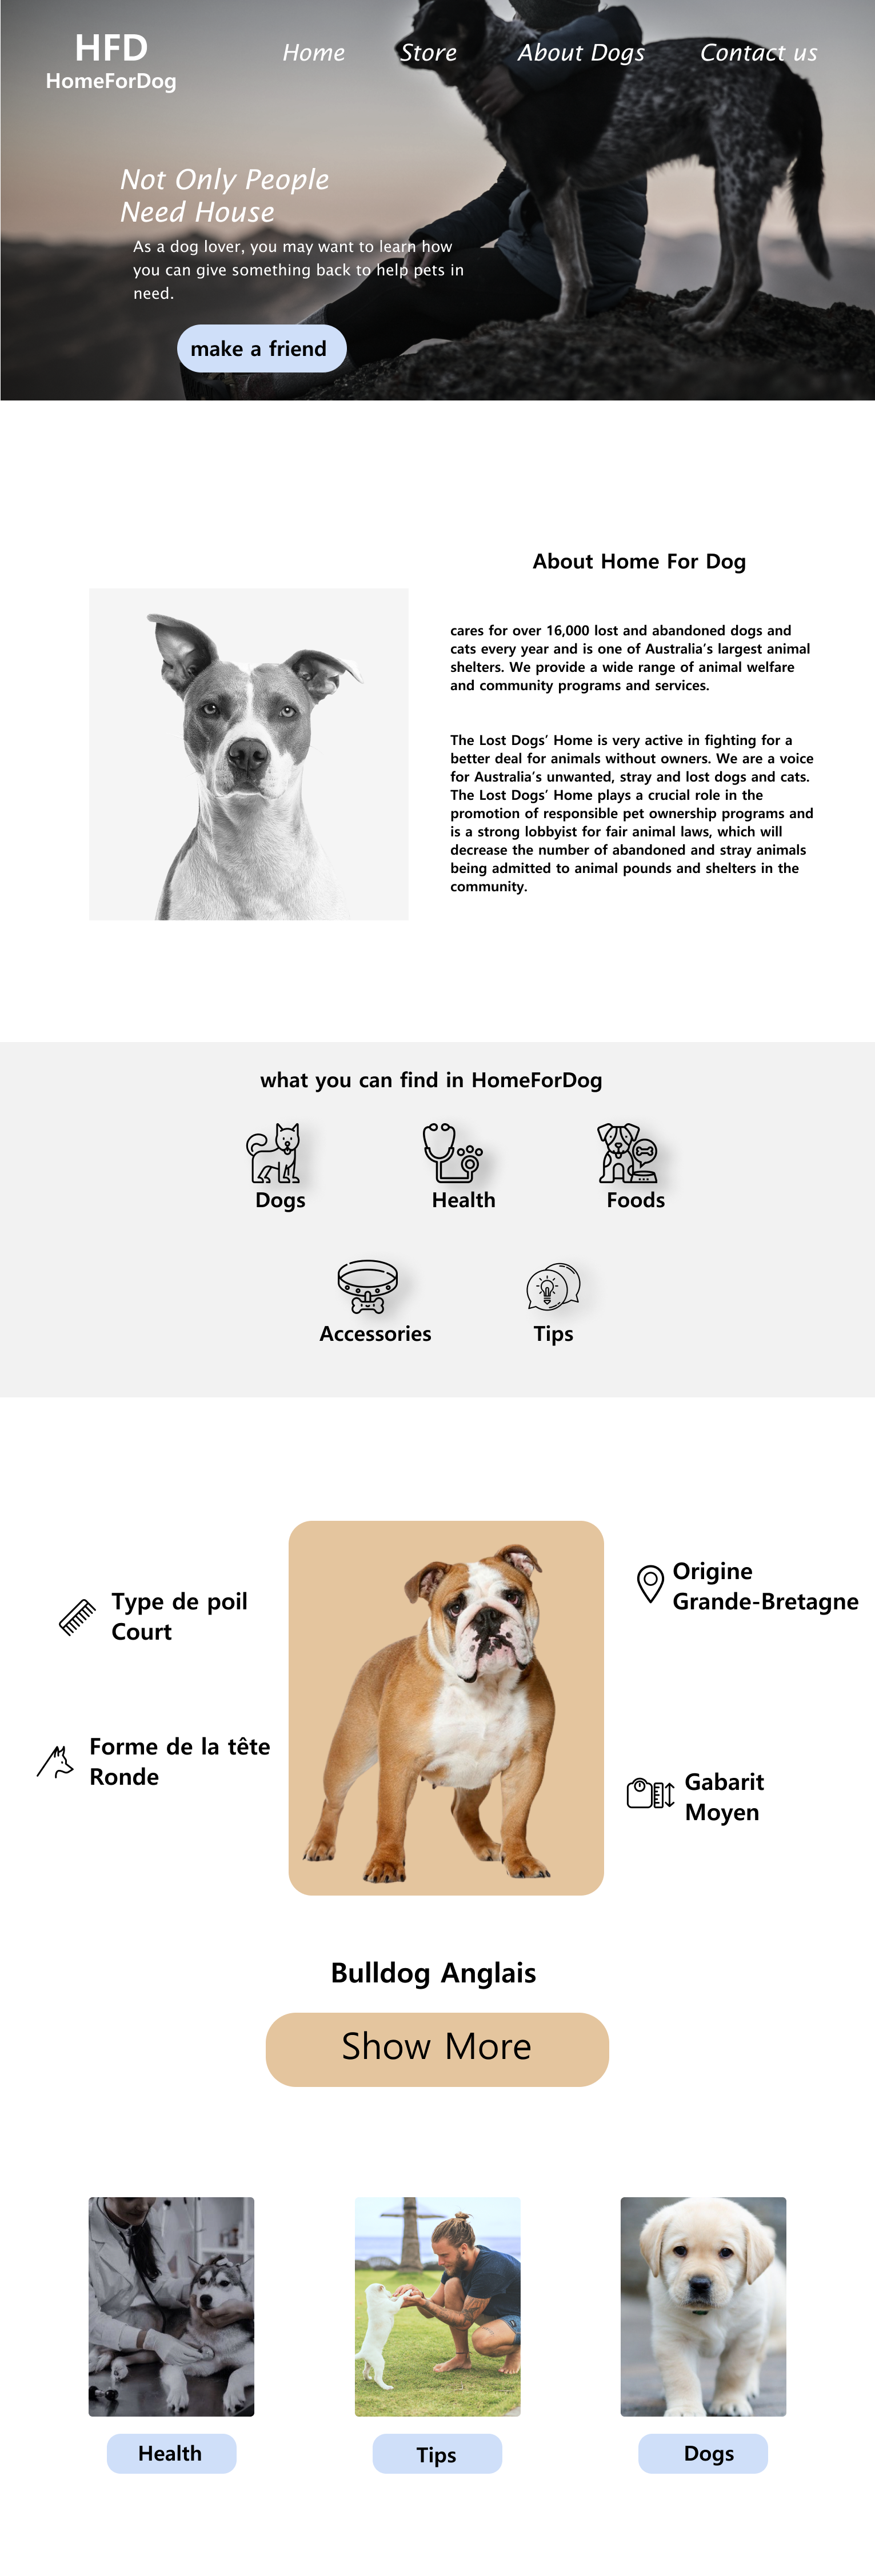 HFD
HomeForDog
Home
Store
About Dogs
Contact us
Not Only People
Need House
As a dog lover, you may want to learn how
you can give something back to help pets in
need.
make a friend
About Home For Dog
cares for over 16,000 lost and abandoned dogs and
cats every year and is one of Australia’s largest animal
shelters. We provide a wide range of animal welfare
and community programs and services.
The Lost Dogs’ Home is very active in fighting for a
better deal for animals without owners. We are a voice
for Australia’s unwanted, stray and lost dogs and cats.
The Lost Dogs’ Home plays a crucial role in the
promotion of responsible pet ownership programs and
is a strong lobbyist for fair animal laws, which will
decrease the number of abandoned and stray animals
being admitted to animal pounds and shelters in the
community.
what you can find in HomeForDog
Dogs
Health
Foods
Accessories
Tips
Type de poil
Court
Origine
Grande-Bretagne
Forme de la tête
Ronde
Gabarit
Moyen
Bulldog Anglais
Show More
Health
Tips
Dogs